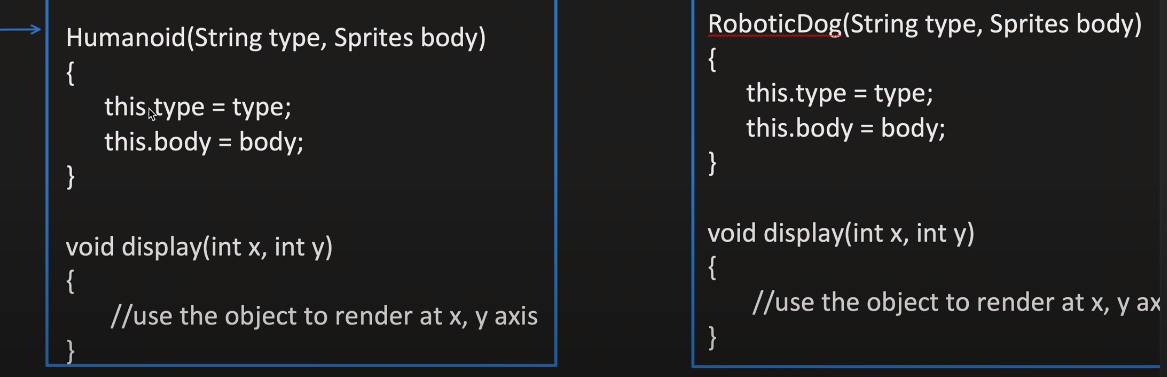 Humanoid(String type, Sprites body)
{
this.type = type;
this.body = body;
}
void display(int x, int y)
{
//use the object to render at x, y axis
}
RoboticDog(String type, Sprites body)
{
this.type = type;
this.body = body;
}
void display(int x, int y)
{
//use the object to render at x, y ax
}